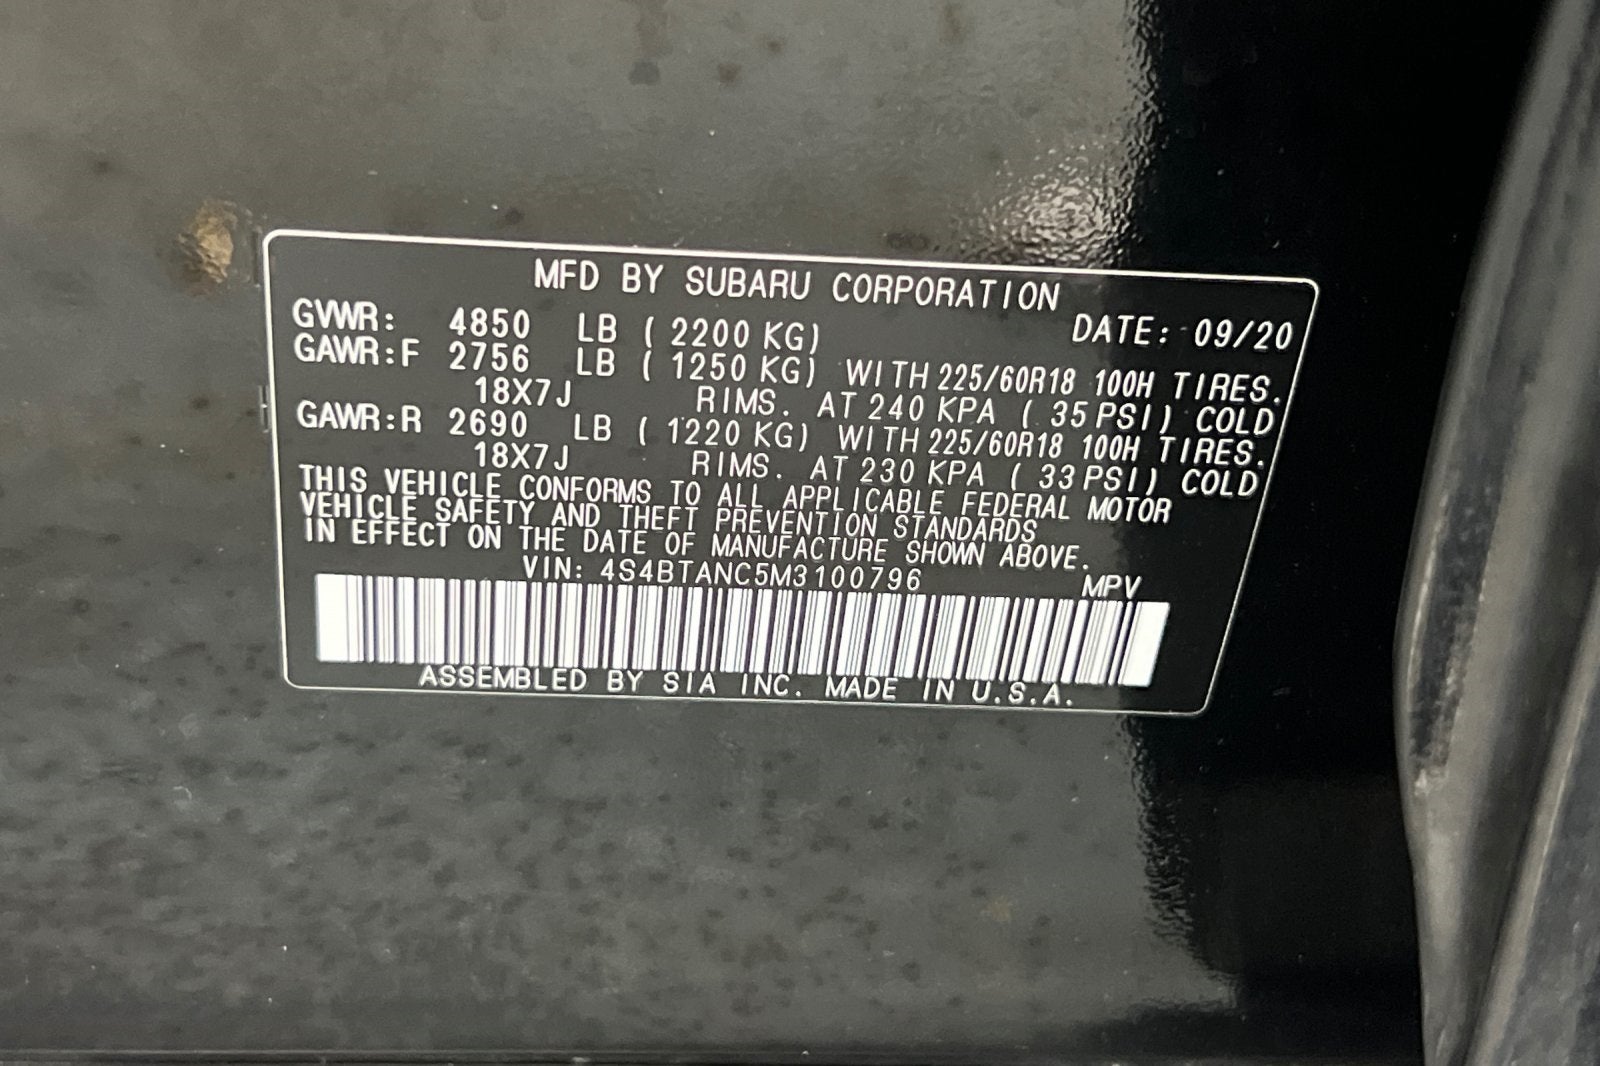 MFD BY SUBARU CORPORATION
GVWR: 4850 LB ( 2200 KG) DATE: 09/20
GAWR:F 2756 LB ( 1250 KG) WITH 225/60R18 100H TIRES.
18X7J RIMS. AT 240 KPA ( 35 PSI) COLD
GAWR:R 2690 LB ( 1220 KG) WITH 225/60R18 100H TIRES.
18X7J RIMS. AT 230 KPA ( 33 PSI) COLD
THIS VEHICLE CONFORMS TO ALL APPLICABLE FEDERAL MOTOR
VEHICLE SAFETY AND THEFT PREVENTION STANDARDS
IN EFFECT ON THE DATE OF MANUFACTURE SHOWN ABOVE.
VIN: 4S4BTANC5M3100796 MPV
ASSEMBLED BY SIA INC. MADE IN U.S.A.